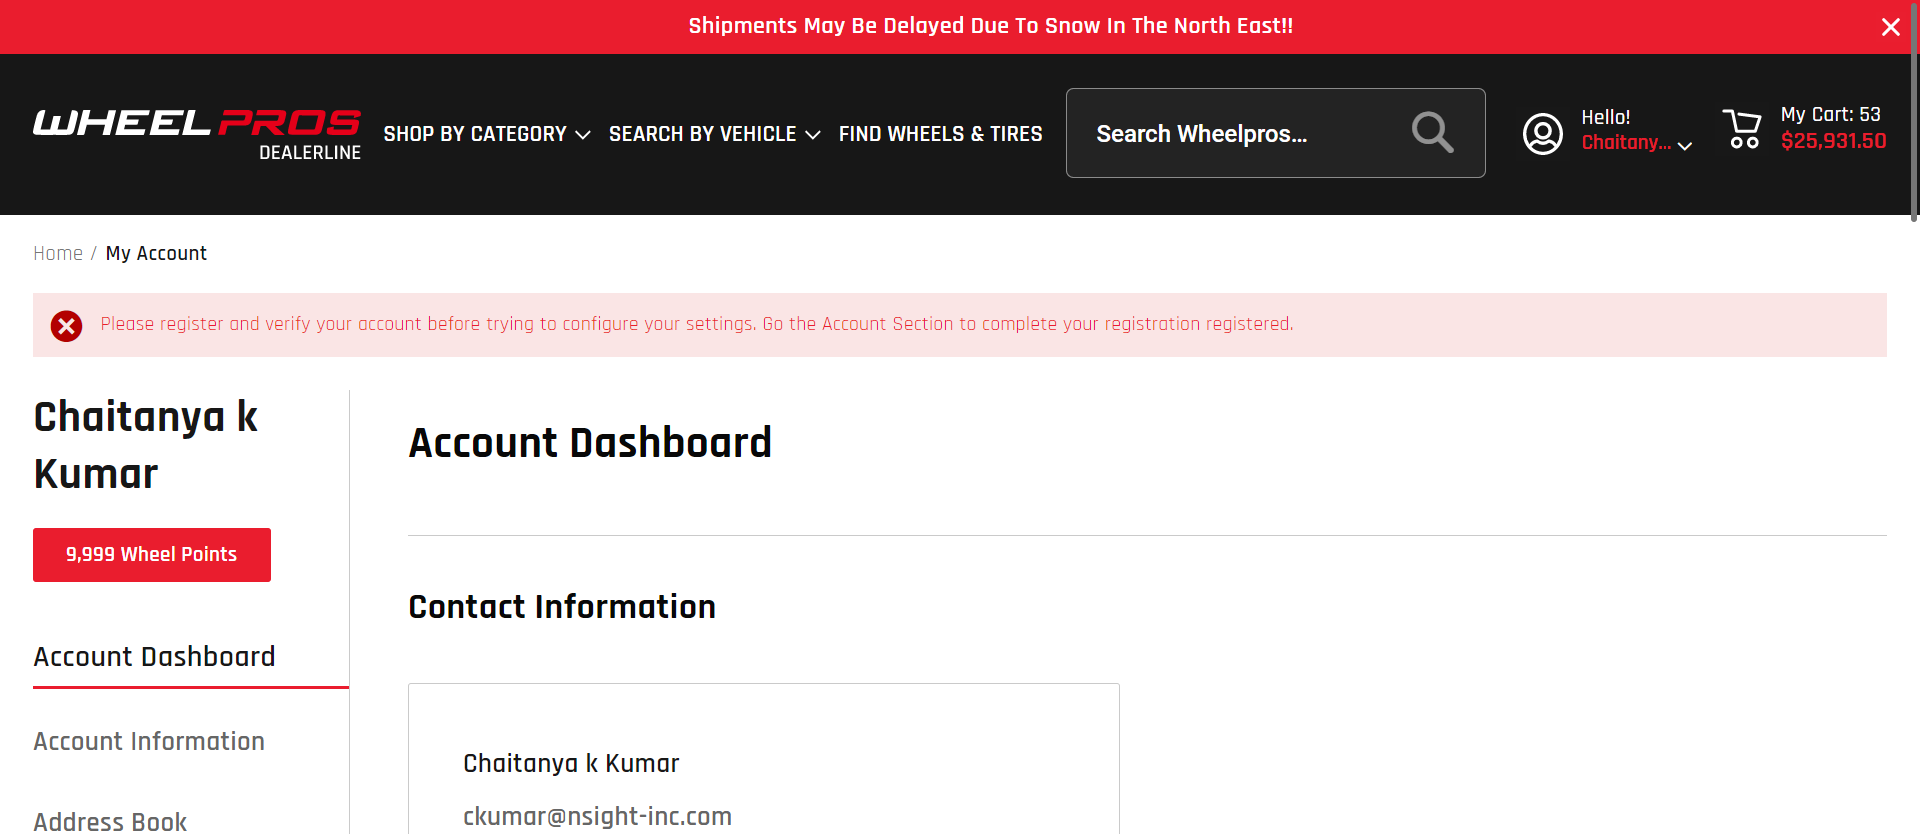 Shipments May Be Delayed Due To Snow In The North East!!
WHEEL PROS
DEALERLINE
SHOP BY CATEGORY
SEARCH BY VEHICLE
FIND WHEELS & TIRES
Search Wheelpros...
Hello!
Chaitany...
My Cart: 53
$25,931.50
Home / My Account
Please register and verify your account before trying to configure your settings. Go the Account Section to complete your registration registered.
Chaitanya k
Kumar
9,999 Wheel Points
Account Dashboard
Account Information
Address Book
Account Dashboard
Contact Information
Chaitanya k Kumar
ckumar@nsight-inc.com